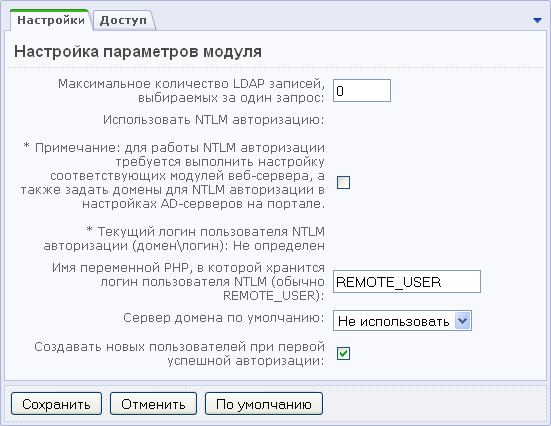 Настройки Доступ
Настройка параметров модуля
Максимальное количество LDAP записей,
выбираемых за один запрос: 0
Использовать NTLM авторизацию:
* Примечание: для работы NTLM авторизации
требуется выполнить настройку
соответствующих модулей веб-сервера, а
также задать домены для NTLM авторизации в
настройках AD-серверов на портале.
* Текущий логин пользователя NTLM
авторизации (домен\логин): Не определен
Имя переменной PHP, в которой хранится
логин пользователя NTLM (обычно
REMOTE_USER): REMOTE_USER
Сервер домена по умолчанию: Не использовать
Создавать новых пользователей при первой
успешной авторизации:
Сохранить Отменить По умолчанию